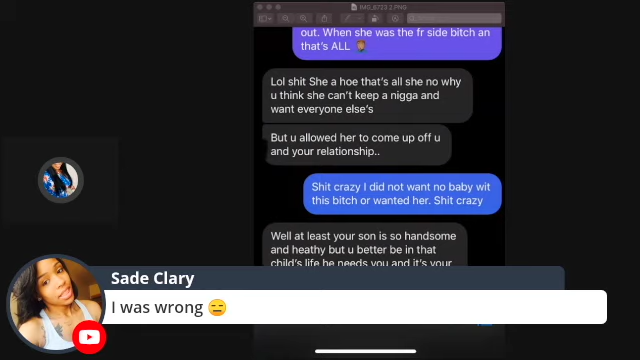 IMG_6723 2.PNG
out. When she was the fr side bitch an
that's ALL
Lol shit She a hoe that's all she no why
u think she can't keep a nigga and
want everyone else's
But u allowed her to come up off u
and your relationship..
Shit crazy I did not want no baby wit
this bitch or wanted her. Shit crazy
Well at least your son is so handsome
and heathy but u better be in that
child's life he needs you and it's your
Sade Clary
I was wrong 😑